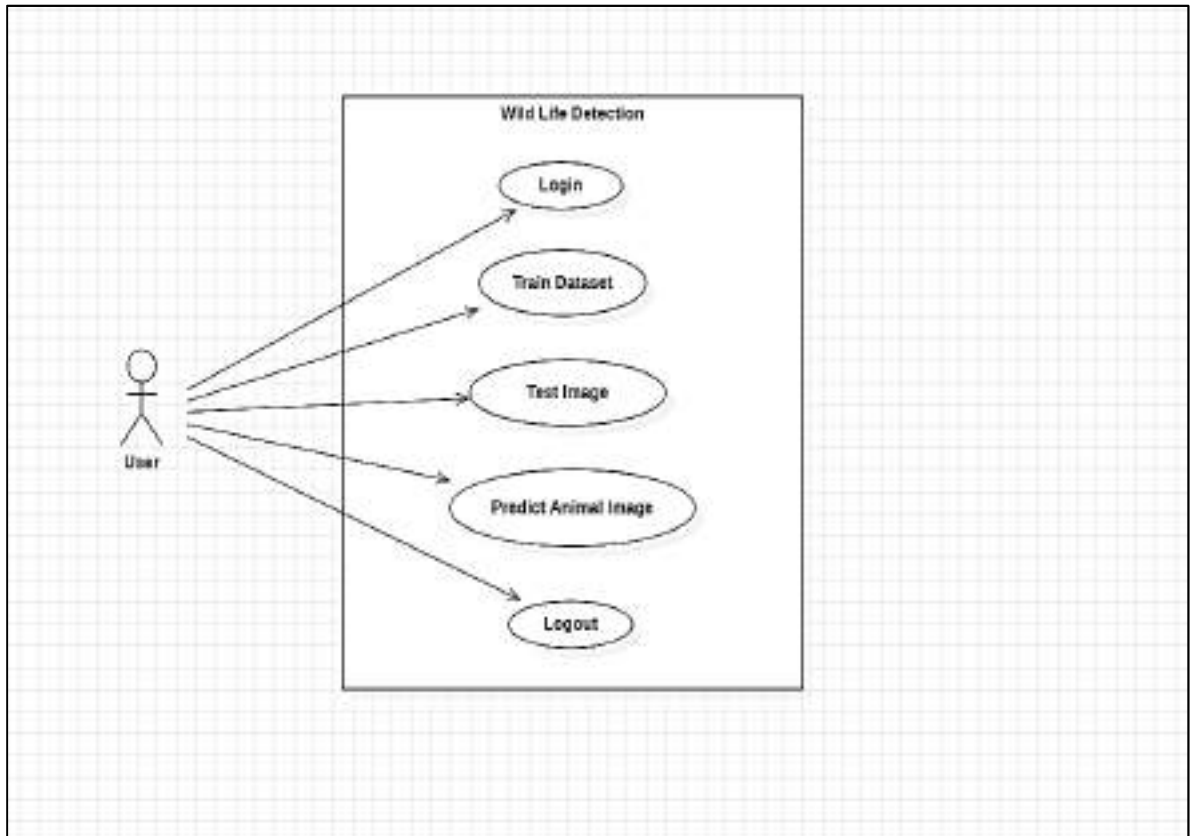 Wild Life Detection
Login
Train Dataset
Test Image
User
Predict Animal Image
Logout